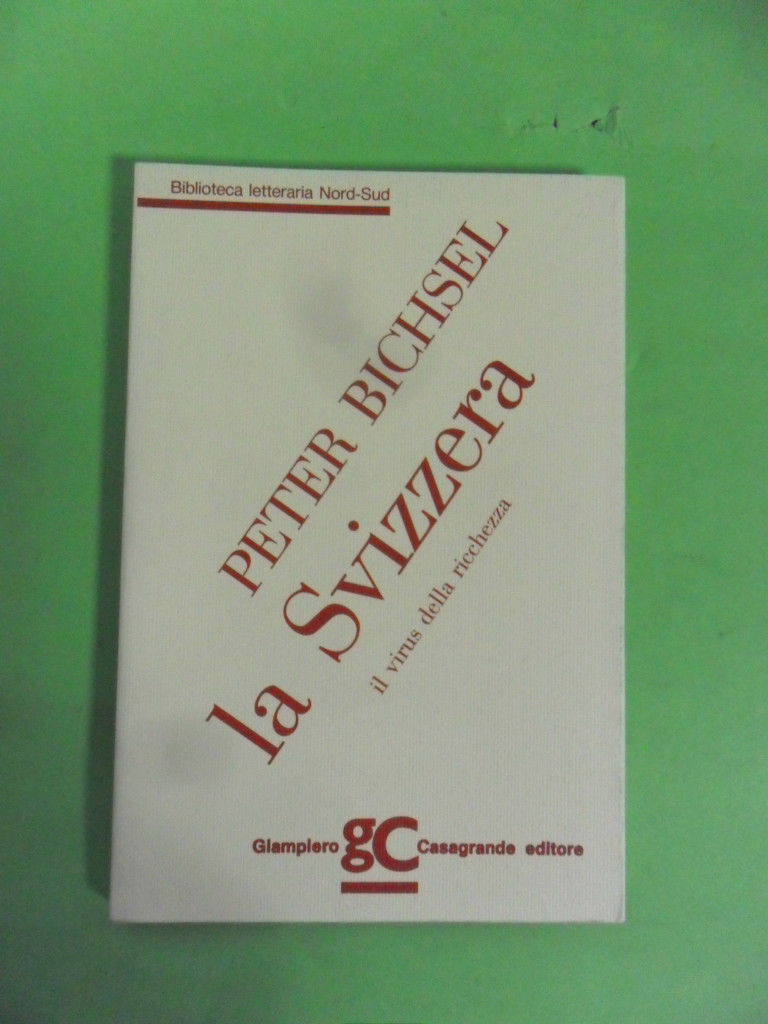 Biblioteca letteraria Nord-Sud
PETER BICHSEL
la Svizzera
il virus della ricchezza
Giampiero gC Casagrande editore